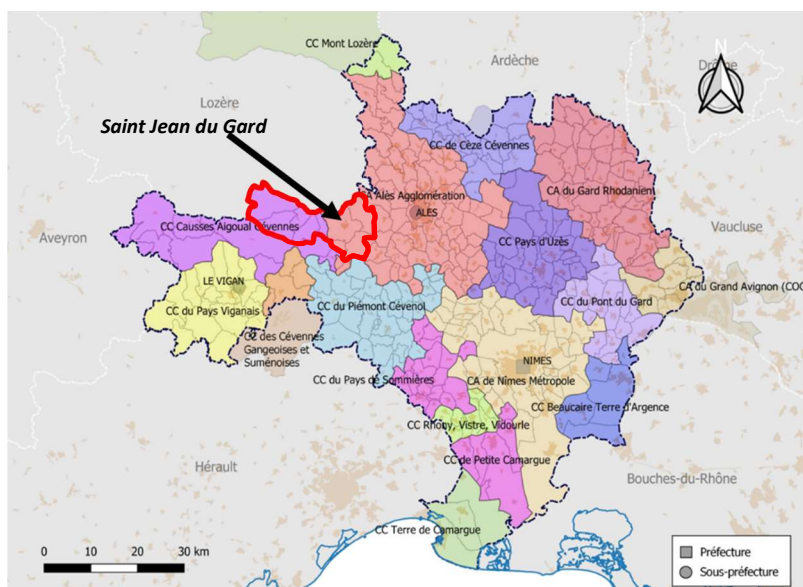 CC Mont Lozère
Ardèche
N
Drôme
Lozère
Saint Jean du Gard
CC de Cèze Cévennes
A Alès Agglomération
CA du Gard Rhodanien
ALES
Vaucluse
CC Causses Aigoual Cévennes
Aveyron
CC Pays d'Uzès
LE VIGAN
CC du Pont du Gard
CA du Grand Avignon (COG
CC du Pays Viganais
CC du Piémont Cévenol
CC des Cévennes
Gangeoises et
Suménoises
NIMES
CC du Pays de Sommières
CA de Nîmes Métropole
CC Beaucaire Terre d'Argence
CC Rhony, Vistre, Vidourle
CC de Petite Camargue
Hérault
Bouches-du-Rhône
CC Terre de Camargue
Préfecture
Sous-préfecture
0 10 20 30 km